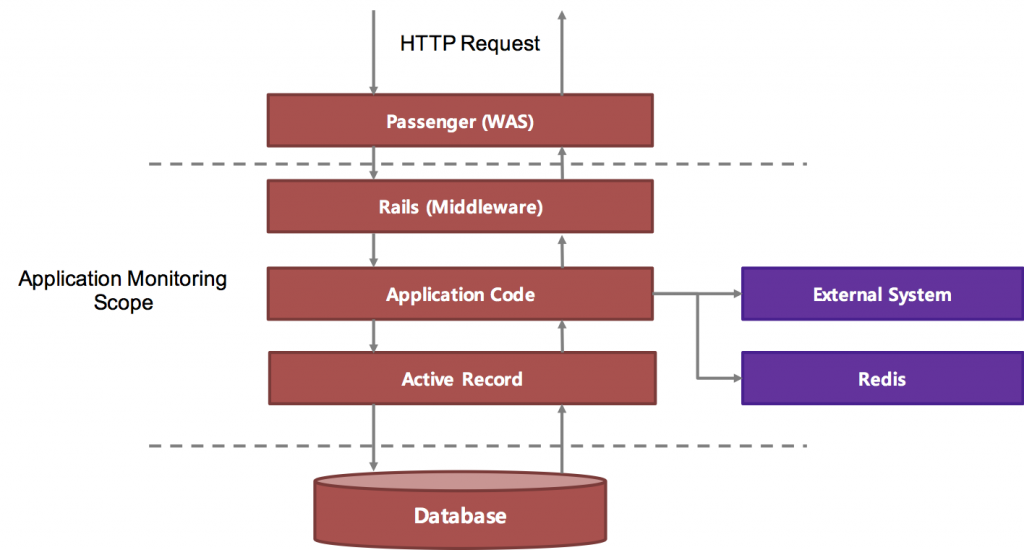 HTTP Request
Passenger (WAS)
Rails (Middleware)
Application Monitoring
Scope
Application Code
External System
Active Record
Redis
Database